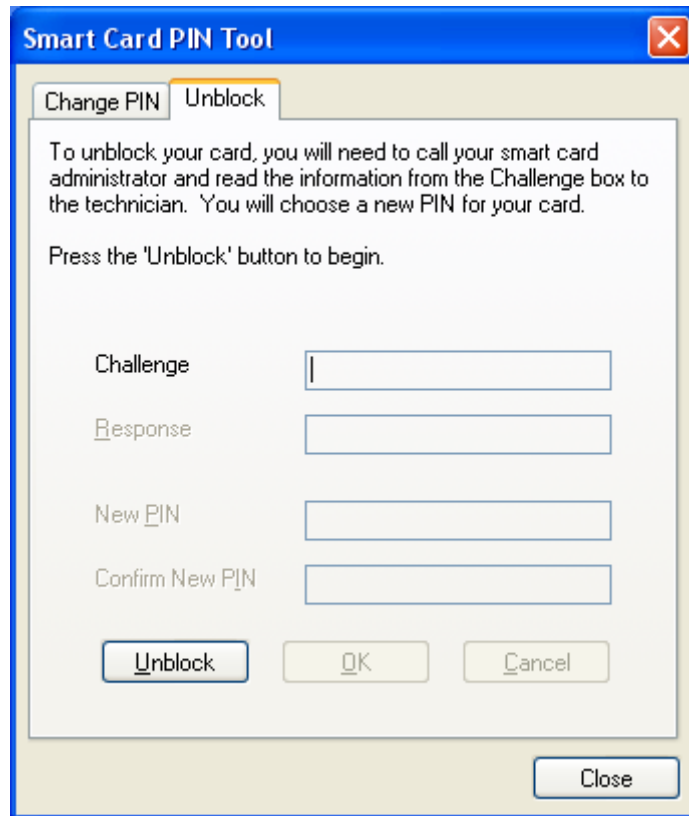 Smart Card PIN Tool
Change PIN Unblock
To unblock your card, you will need to call your smart card
administrator and read the information from the Challenge box to
the technician. You will choose a new PIN for your card.
Press the 'Unblock' button to begin.
Challenge
Response
New PIN
Confirm New PIN
Unblock OK Cancel
Close